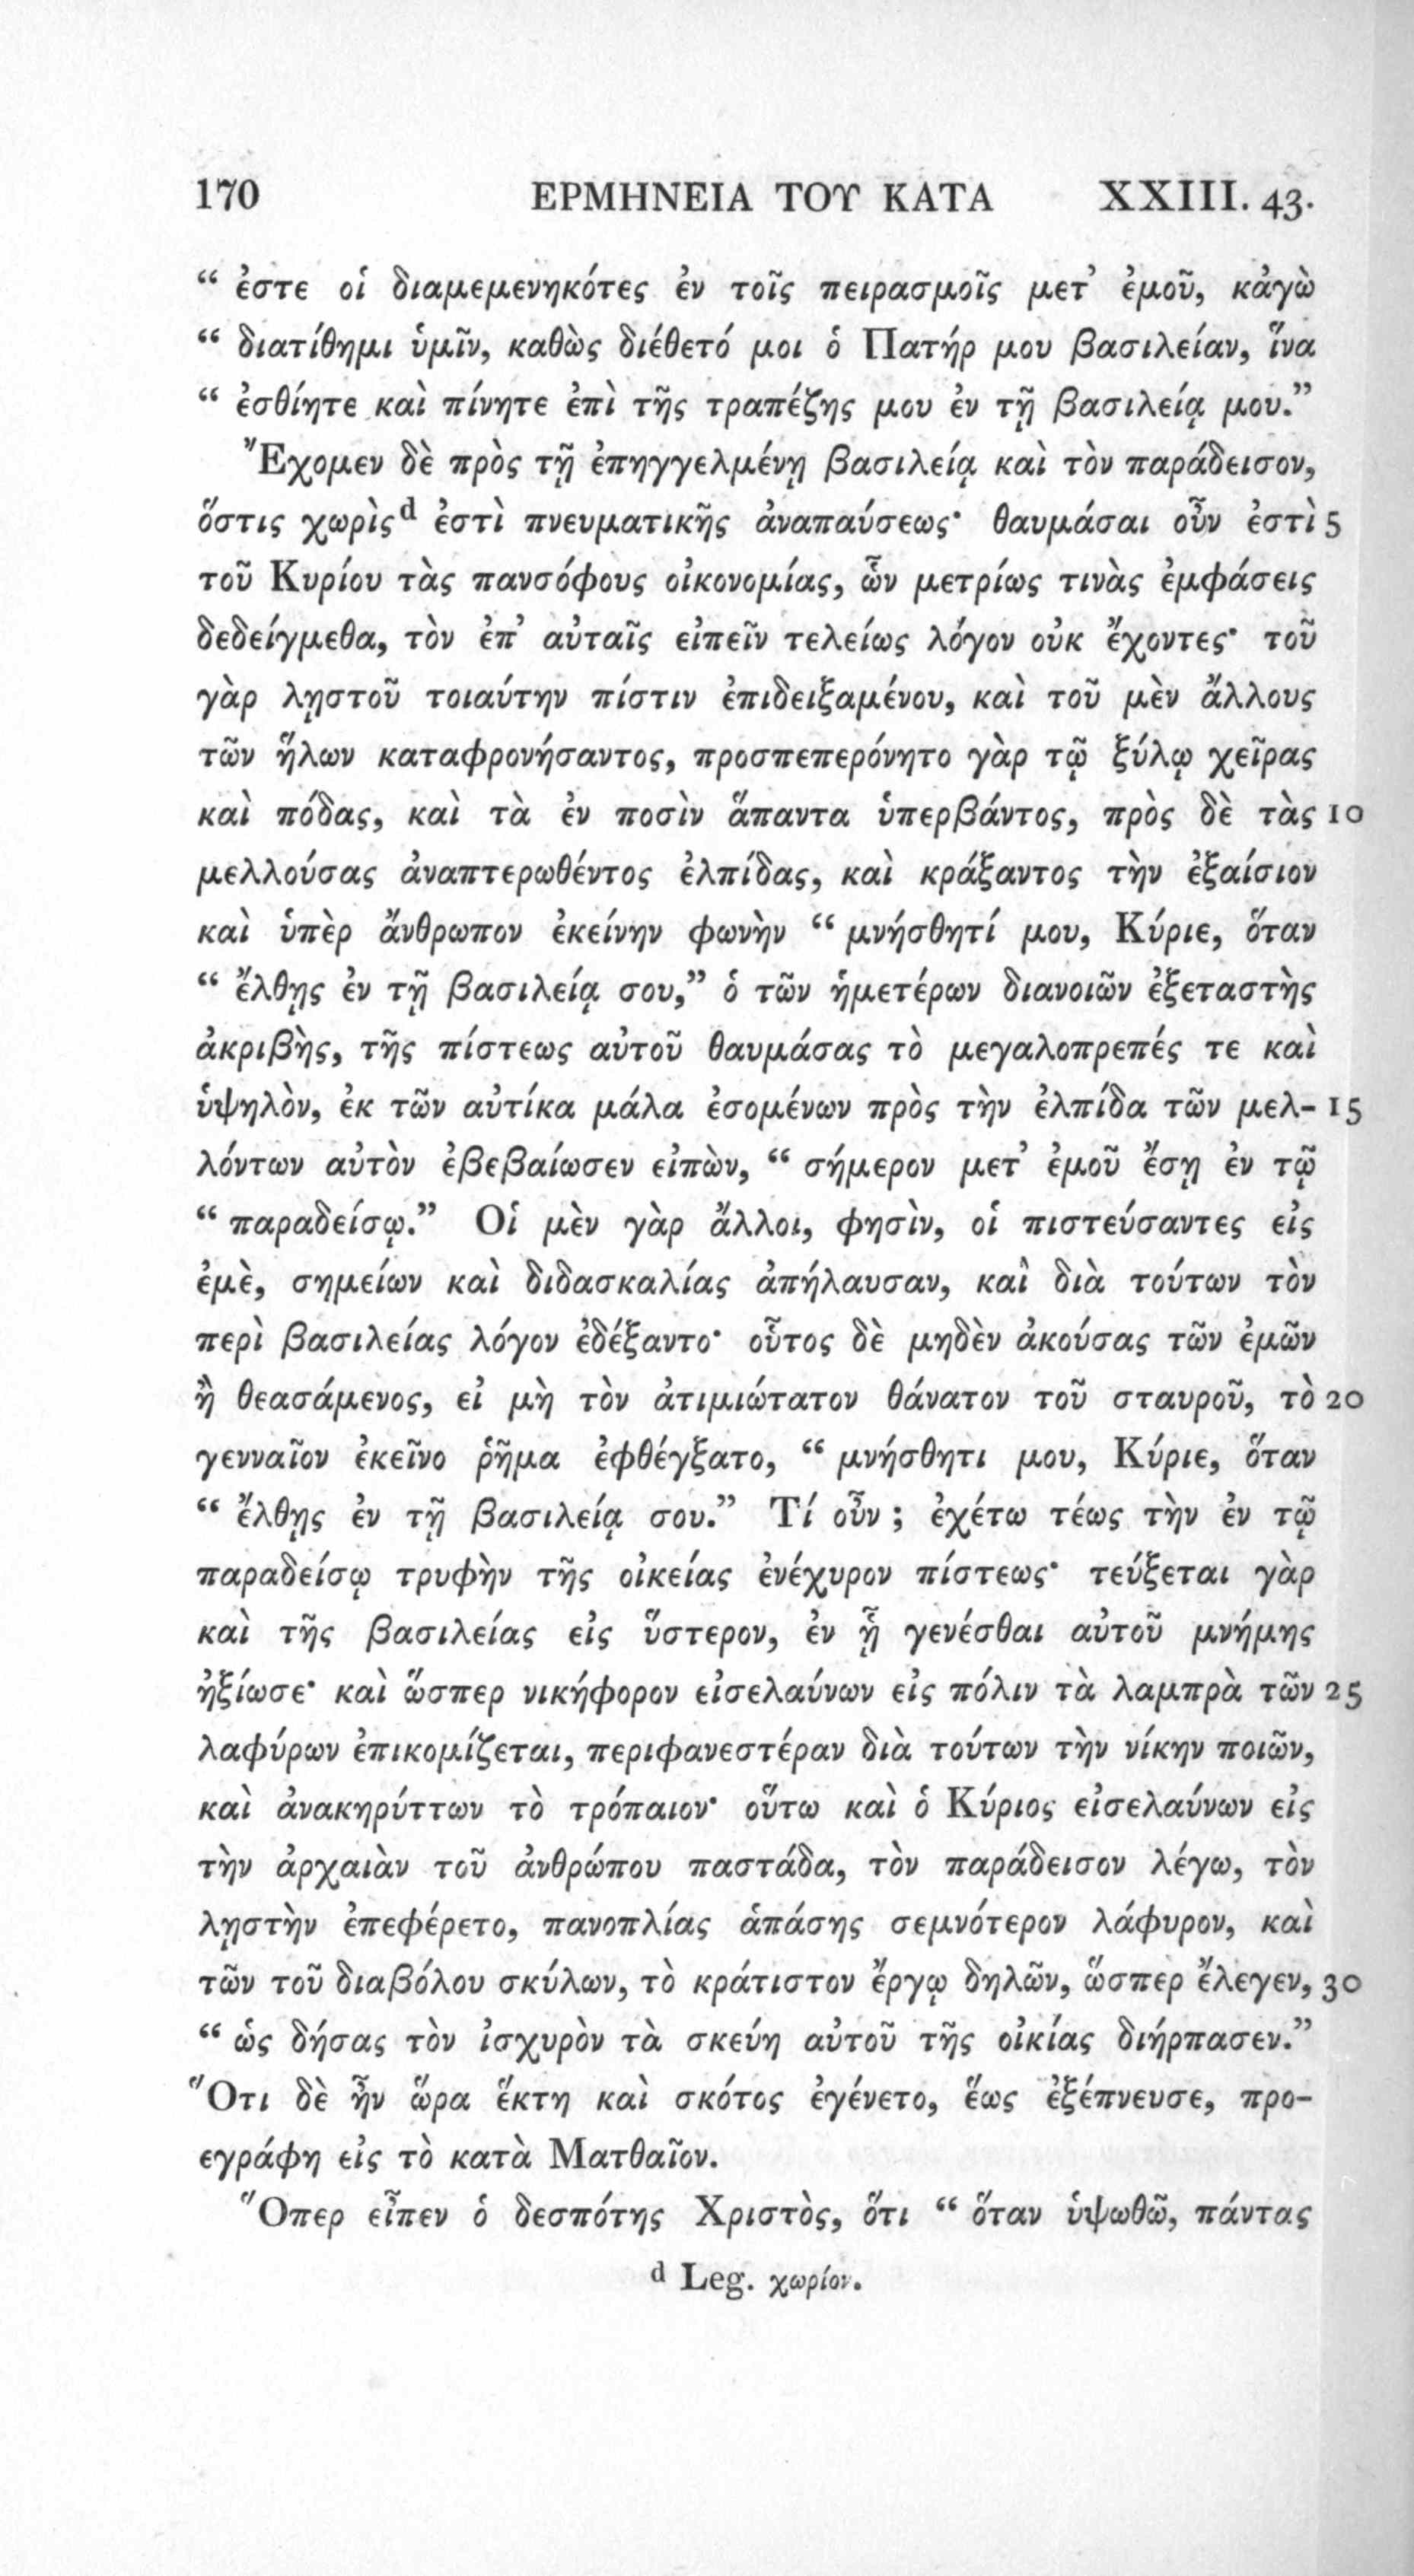 170 ΕΡΜΗΝΕΙΑ ΤΟΥ ΚΑΤΑ XXIII. 43.
“ ἐστε οἱ διαμεμενηκότες ἐν τοῖς πειρασμοῖς μετ’ ἐμοῦ, κἀγὼ
“ διατίθημι ὑμῖν, καθὼς διέθετό μοι ὁ Πατήρ μου βασιλείαν, ἵνα
“ ἐσθίητε καὶ πίνητε ἐπὶ τῆς τραπέζης μου ἐν τῇ βασιλείᾳ μου.”
Ἔχομεν δὲ πρὸς τῇ ἐπηγγελμένῃ βασιλείᾳ καὶ τὸν παράδεισον,
ὅστις χωρὶςᵈ ἐστὶ πνευματικῆς ἀναπαύσεως· θαυμάσαι οὖν ἐστὶ 5
τοῦ Κυρίου τὰς πανσόφους οἰκονομίας, ὧν μετρίως τινὰς ἐμφάσεις
δεδείγμεθα, τὸν ἐπ’ αὐταῖς εἰπεῖν τελείως λόγον οὐκ ἔχοντες· τοῦ
γὰρ λῃστοῦ τοιαύτην πίστιν ἐπιδειξαμένου, καὶ τοῦ μὲν ἄλλους
τῶν ἥλων καταφρονήσαντος, προσπεπερόνητο γὰρ τῷ ξύλῳ χεῖρας
καὶ πόδας, καὶ τὰ ἐν ποσὶν ἅπαντα ὑπερβάντος, πρὸς δὲ τὰς 10
μελλούσας ἀναπτερωθέντος ἐλπίδας, καὶ κράξαντος τὴν ἐξαίσιον
καὶ ὑπὲρ ἄνθρωπον ἐκείνην φωνὴν “ μνήσθητί μου, Κύριε, ὅταν
“ ἔλθῃς ἐν τῇ βασιλείᾳ σου,” ὁ τῶν ἡμετέρων διανοιῶν ἐξεταστὴς
ἀκριβὴς, τῆς πίστεως αὐτοῦ θαυμάσας τὸ μεγαλοπρεπές τε καὶ
ὑψηλὸν, ἐκ τῶν αὐτίκα μάλα ἐσομένων πρὸς τὴν ἐλπίδα τῶν μελ- 15
λόντων αὐτὸν ἐβεβαίωσεν εἰπὼν, “ σήμερον μετ’ ἐμοῦ ἔσῃ ἐν τῷ
“ παραδείσῳ.” Οἱ μὲν γὰρ ἄλλοι, φησὶν, οἱ πιστεύσαντες εἰς
ἐμὲ, σημείων καὶ διδασκαλίας ἀπήλαυσαν, καὶ διὰ τούτων τὸν
περὶ βασιλείας λόγον ἐδέξαντο· οὗτος δὲ μηδὲν ἀκούσας τῶν ἐμῶν
ἢ θεασάμενος, εἰ μὴ τὸν ἀτιμιώτατον θάνατον τοῦ σταυροῦ, τὸ 20
γενναῖον ἐκεῖνο ῥῆμα ἐφθέγξατο, “ μνήσθητι μου, Κύριε, ὅταν
“ ἔλθῃς ἐν τῇ βασιλείᾳ σου.” Τί οὖν ; ἐχέτω τέως τὴν ἐν τῷ
παραδείσῳ τρυφὴν τῆς οἰκείας ἐνέχυρον πίστεως· τεύξεται γὰρ
καὶ τῆς βασιλείας εἰς ὕστερον, ἐν ᾗ γενέσθαι αὐτοῦ μνήμης
ἠξίωσε· καὶ ὥσπερ νικήφορον εἰσελαύνων εἰς πόλιν τὰ λαμπρὰ τῶν 25
λαφύρων ἐπικομίζεται, περιφανεστέραν διὰ τούτων τὴν νίκην ποιῶν,
καὶ ἀνακηρύττων τὸ τρόπαιον· οὕτω καὶ ὁ Κύριος εἰσελαύνων εἰς
τὴν ἀρχαιὰν τοῦ ἀνθρώπου παστάδα, τὸν παράδεισον λέγω, τὸν
λῃστὴν ἐπεφέρετο, πανοπλίας ἁπάσης σεμνότερον λάφυρον, καὶ
τῶν τοῦ διαβόλου σκύλων, τὸ κράτιστον ἔργῳ δηλῶν, ὥσπερ ἔλεγεν, 30
“ ὡς δήσας τὸν ἰσχυρὸν τὰ σκεύη αὐτοῦ τῆς οἰκίας διήρπασεν.”
Ὅτι δὲ ἦν ὥρα ἕκτη καὶ σκότος ἐγένετο, ἕως ἐξέπνευσε, προ-
εγράφη εἰς τὸ κατὰ Ματθαῖον.
Ὅπερ εἶπεν ὁ δεσπότης Χριστὸς, ὅτι “ ὅταν ὑψωθῶ, πάντας
ᵈ Leg. χωρίον.